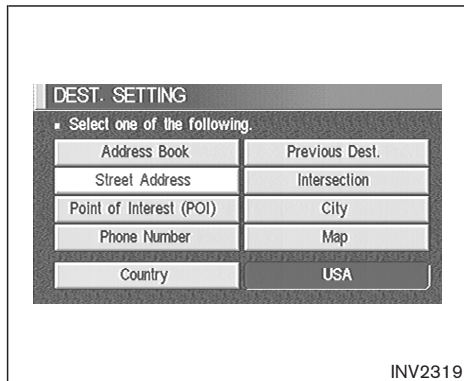 DEST. SETTING
▪ Select one of the following.
Address Book Previous Dest.
Street Address Intersection
Point of Interest (POI) City
Phone Number Map
Country USA
INV2319